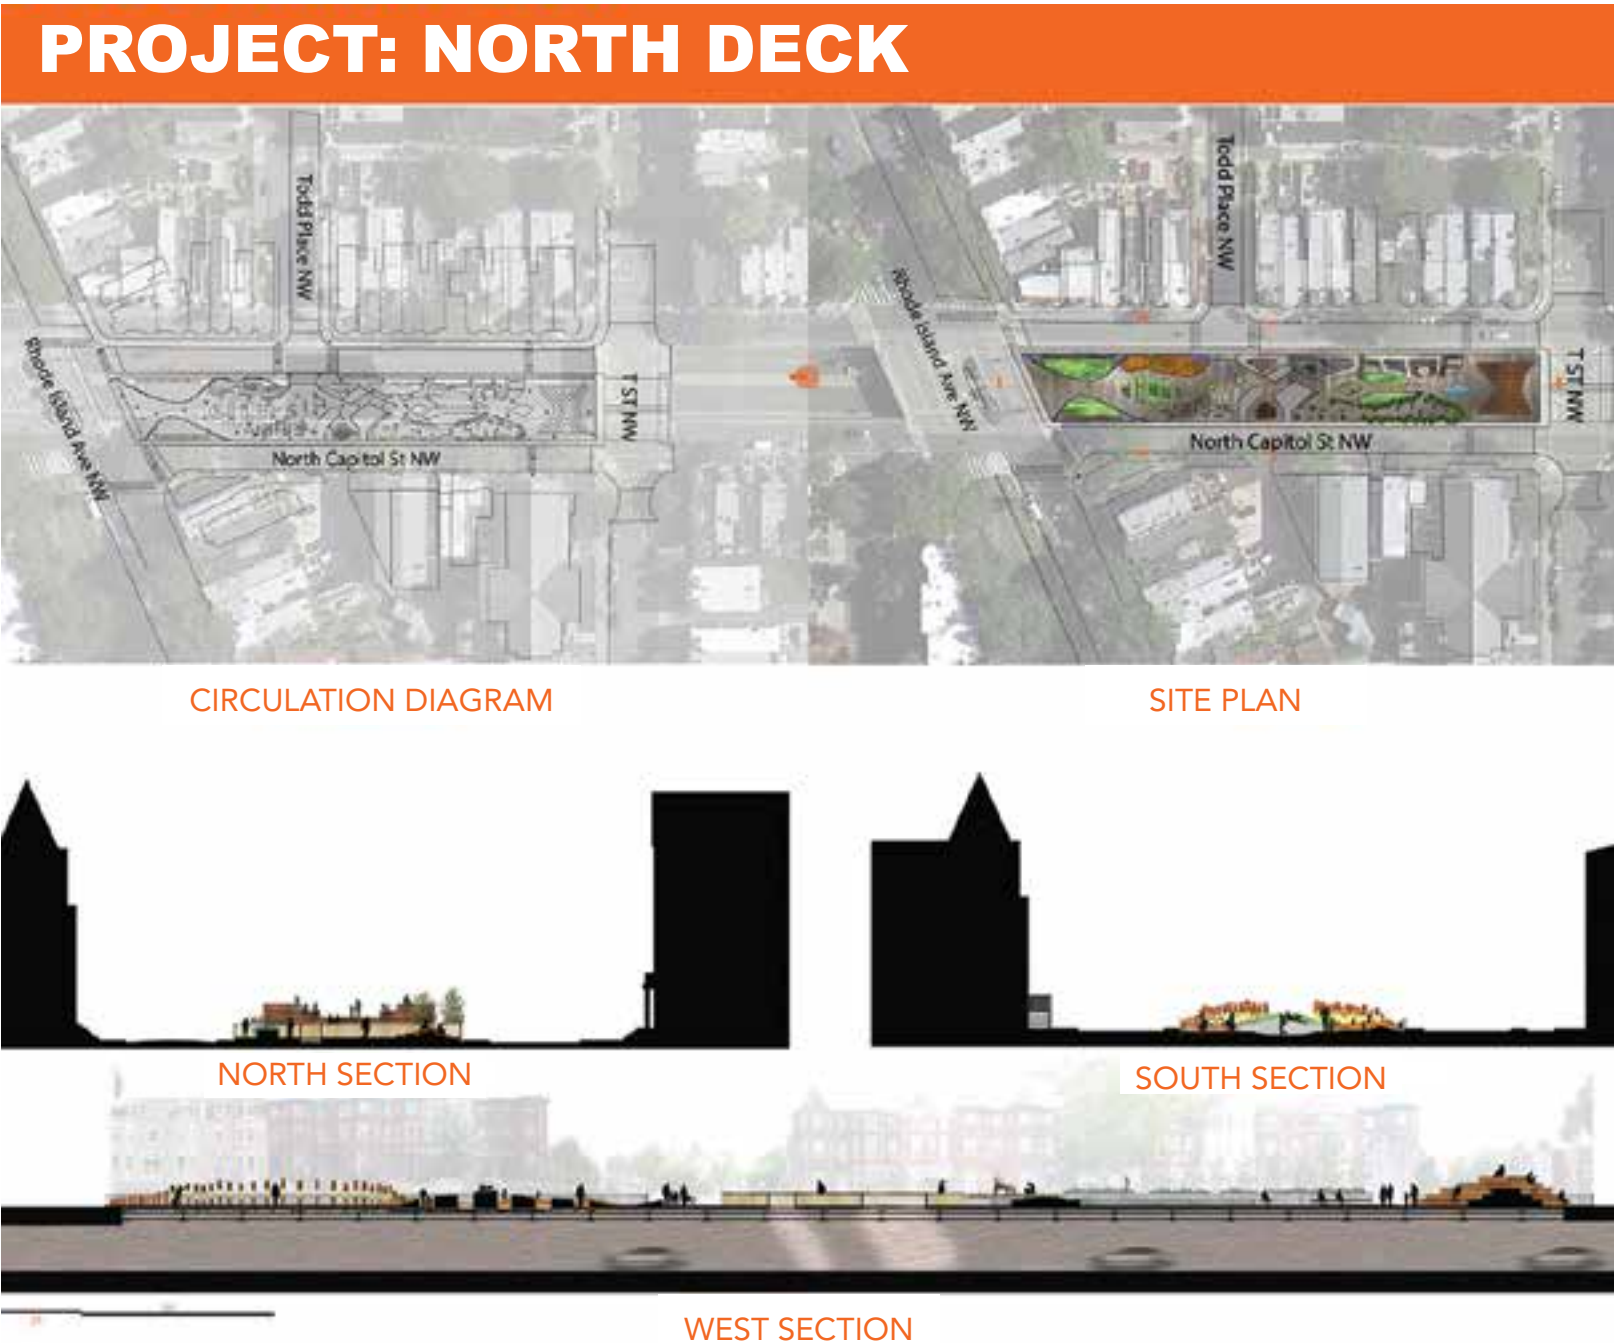 PROJECT: NORTH DECK
Todd Place NW
Rhode Island Ave NW
T ST NW
North Capitol St NW
Todd Place NW
Rhode Island Ave NW
T ST NW
North Capitol St NW
CIRCULATION DIAGRAM
SITE PLAN
NORTH SECTION
SOUTH SECTION
WEST SECTION